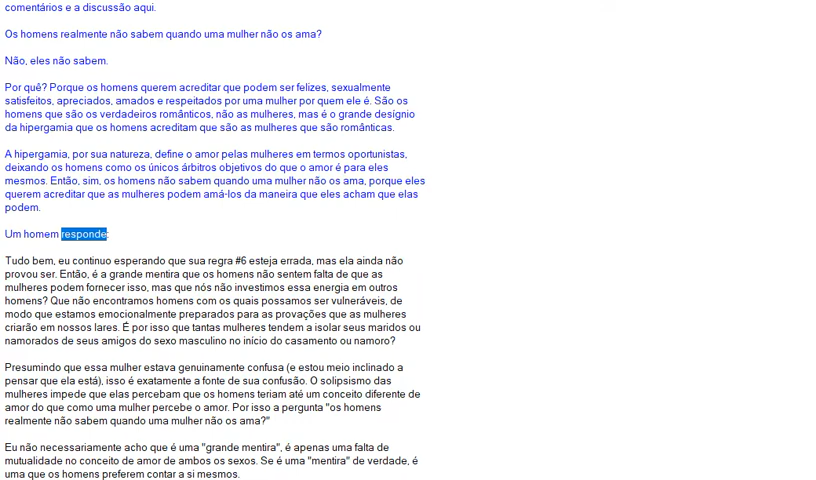 comentários e a discussão aqui.
Os homens realmente não sabem quando uma mulher não os ama?
Não, eles não sabem.
Por quê? Porque os homens querem acreditar que podem ser felizes, sexualmente
satisfeitos, apreciados, amados e respeitados por uma mulher por quem ele é. São os
homens que são os verdadeiros românticos, não as mulheres, mas é o grande desígnio
da hipergamia que os homens acreditam que são as mulheres que são românticas.
A hipergamia, por sua natureza, define o amor pelas mulheres em termos oportunistas,
deixando os homens como os únicos árbitros objetivos do que o amor é para eles
mesmos. Então, sim, os homens não sabem quando uma mulher não os ama, porque eles
querem acreditar que as mulheres podem amá-los da maneira que eles acham que elas
podem.
Um homem responde:
Tudo bem, eu continuo esperando que sua regra #6 esteja errada, mas ela ainda não
provou ser. Então, é a grande mentira que os homens não sentem falta de que as
mulheres podem fornecer isso, mas que nós não investimos essa energia em outros
homens? Que não encontramos homens com os quais possamos ser vulneráveis, de
modo que estamos emocionalmente preparados para as provações que as mulheres
criarão em nossos lares. É por isso que tantas mulheres tendem a isolar seus maridos ou
namorados de seus amigos do sexo masculino no início do casamento ou namoro?
Presumindo que essa mulher estava genuinamente confusa (e estou meio inclinado a
pensar que ela está), isso é exatamente a fonte de sua confusão. O solipsismo das
mulheres impede que elas percebam que os homens teriam até um conceito diferente de
amor do que como uma mulher percebe o amor. Por isso a pergunta "os homens
realmente não sabem quando uma mulher não os ama?"
Eu não necessariamente acho que é uma "grande mentira", é apenas uma falta de
mutualidade no conceito de amor de ambos os sexos. Se é uma "mentira" de verdade, é
uma que os homens preferem contar a si mesmos.